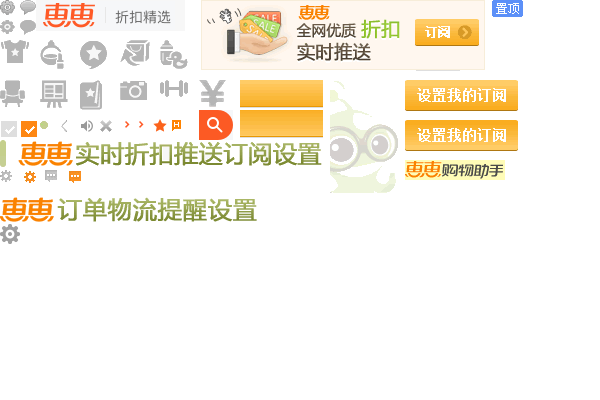 惠惠 折扣精选
惠惠
全网优质 折扣
实时推送
订阅
SALE
SALE
SALE
置顶
设置我的订阅
设置我的订阅
惠惠实时折扣推送订阅设置
惠惠购物助手
惠惠订单物流提醒设置